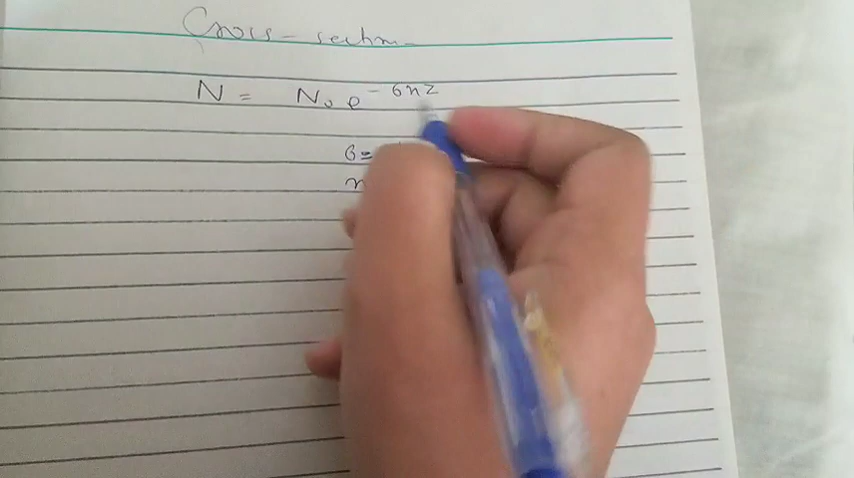 Cross-section
N = N₀ e^{-σnz}
σ =
n